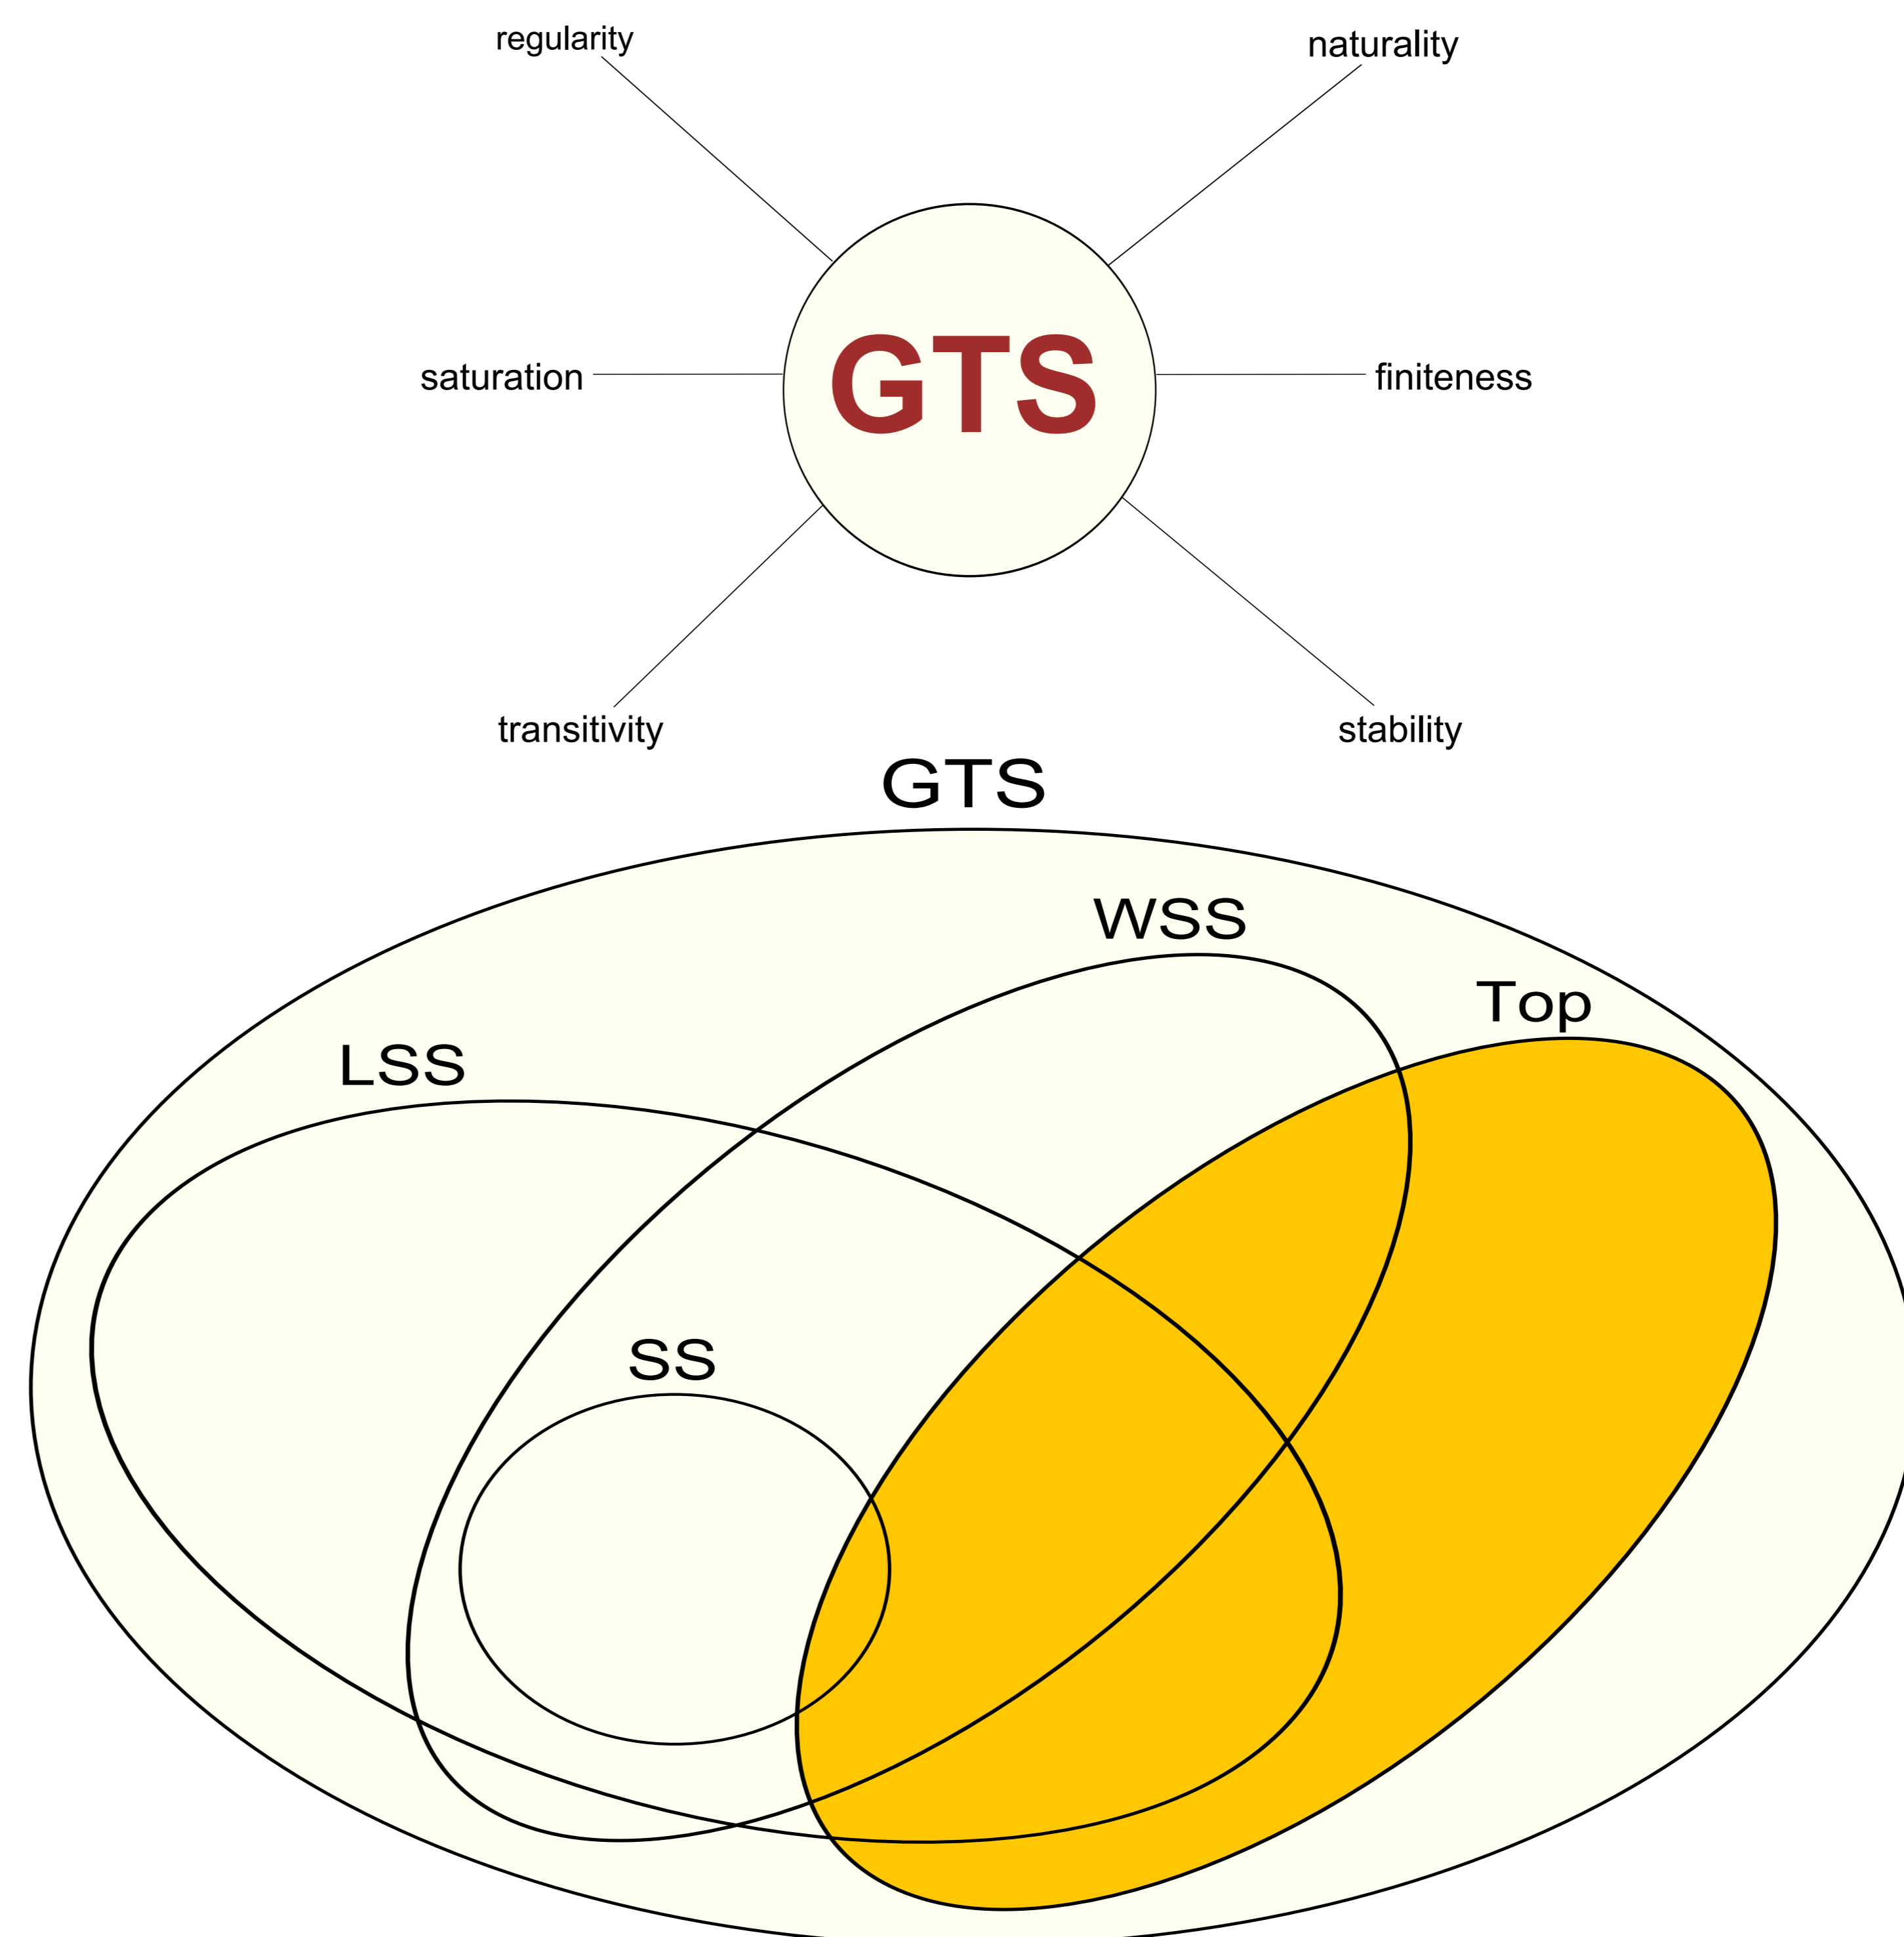 regularity
naturality
saturation
GTS
finiteness
transitivity
stability
GTS
WSS
Top
LSS
SS